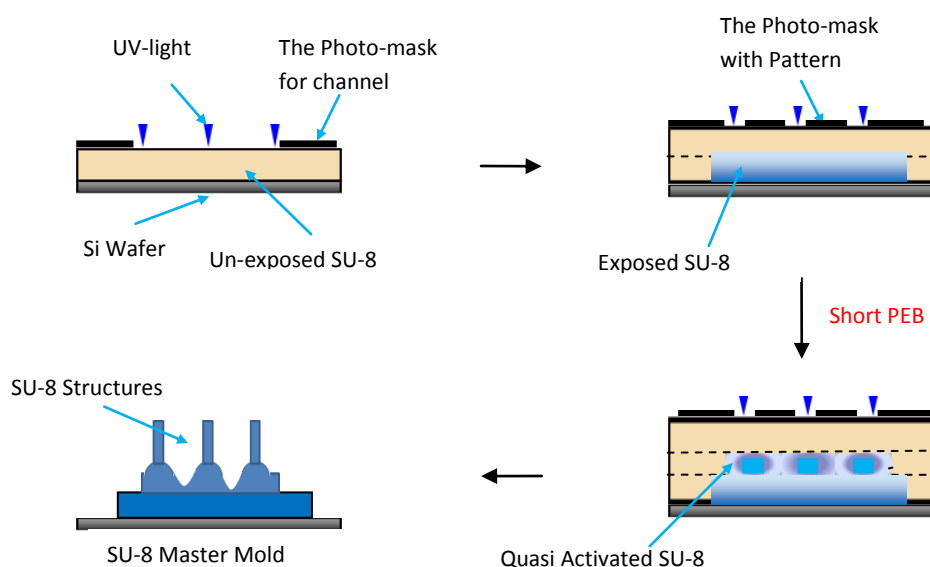 UV-light
The Photo-mask
for channel
The Photo-mask
with Pattern
Si Wafer
Un-exposed SU-8
Exposed SU-8
Short PEB
SU-8 Structures
SU-8 Master Mold
Quasi Activated SU-8